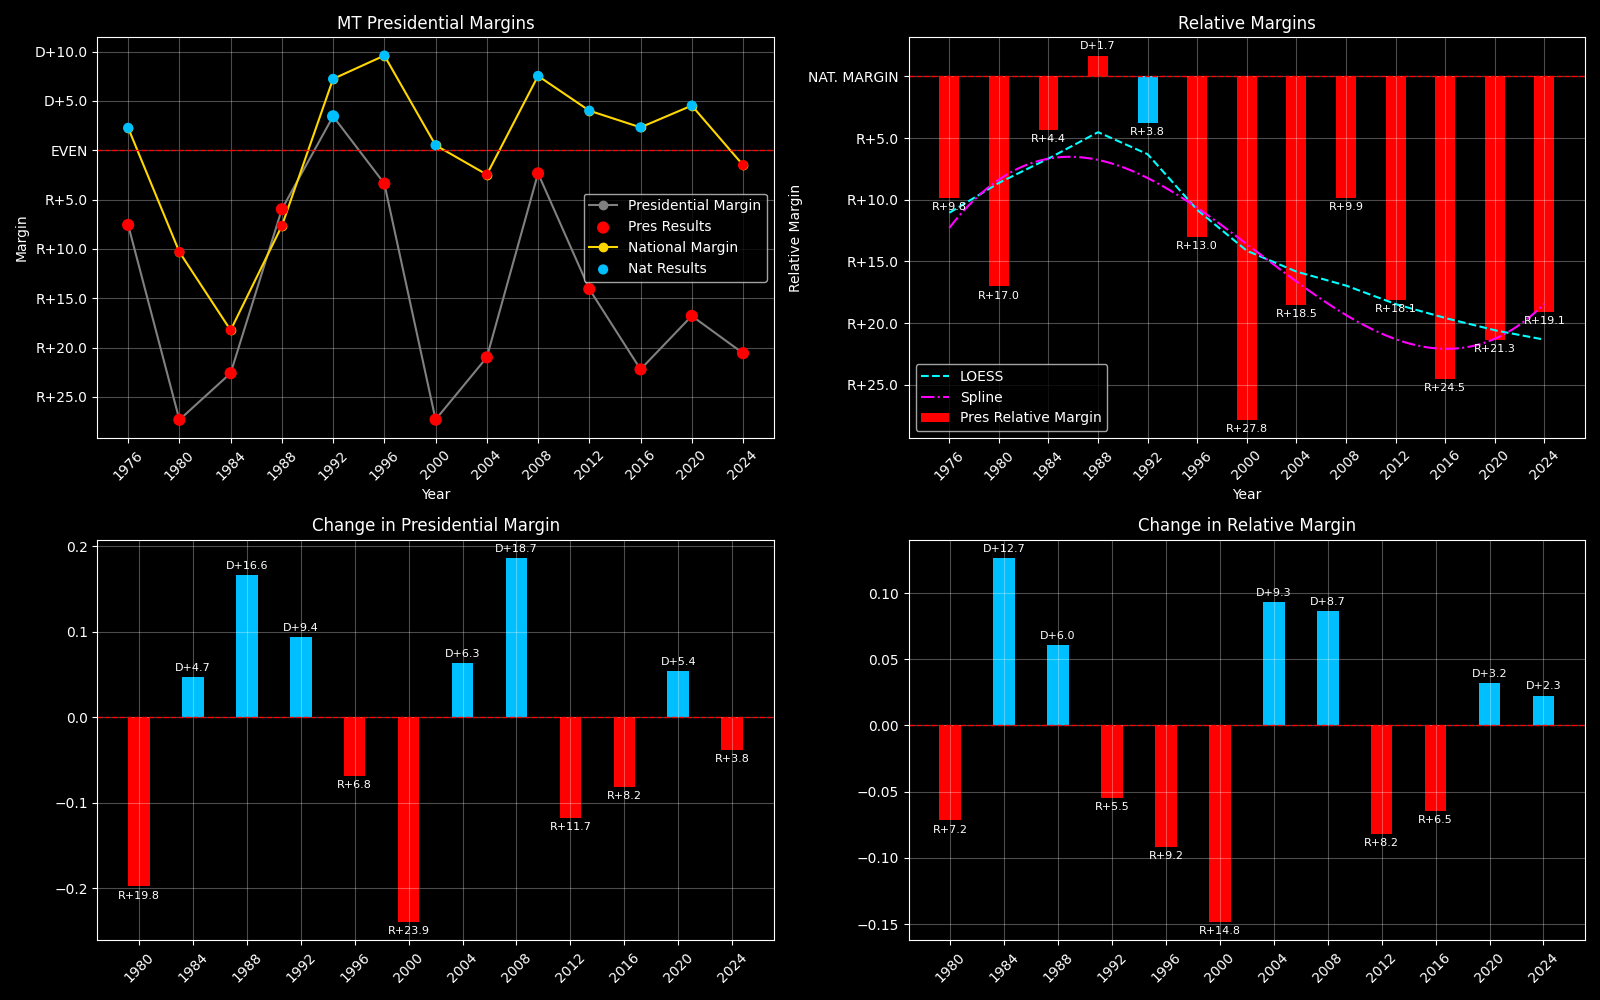 MT Presidential Margins
Margin
D+10.0
D+5.0
EVEN
R+5.0
R+10.0
R+15.0
R+20.0
R+25.0
Presidential Margin
Pres Results
National Margin
Nat Results
1976
1980
1984
1988
1992
1996
2000
2004
2008
2012
2016
2020
2024
Year
Relative Margins
Relative Margin
NAT. MARGIN
R+5.0
R+10.0
R+15.0
R+20.0
R+25.0
R+9.8
R+17.0
R+4.4
D+1.7
R+3.8
R+13.0
R+27.8
R+18.5
R+9.9
R+18.1
R+24.5
R+21.3
R+19.1
LOESS
Spline
Pres Relative Margin
1976
1980
1984
1988
1992
1996
2000
2004
2008
2012
2016
2020
2024
Year
Change in Presidential Margin
0.2
0.1
0.0
−0.1
−0.2
R+19.8
D+4.7
D+16.6
D+9.4
R+6.8
R+23.9
D+6.3
D+18.7
R+11.7
R+8.2
D+5.4
R+3.8
1980
1984
1988
1992
1996
2000
2004
2008
2012
2016
2020
2024
Change in Relative Margin
0.10
0.05
0.00
−0.05
−0.10
−0.15
R+7.2
D+12.7
D+6.0
R+5.5
R+9.2
R+14.8
D+9.3
D+8.7
R+8.2
R+6.5
D+3.2
D+2.3
1980
1984
1988
1992
1996
2000
2004
2008
2012
2016
2020
2024